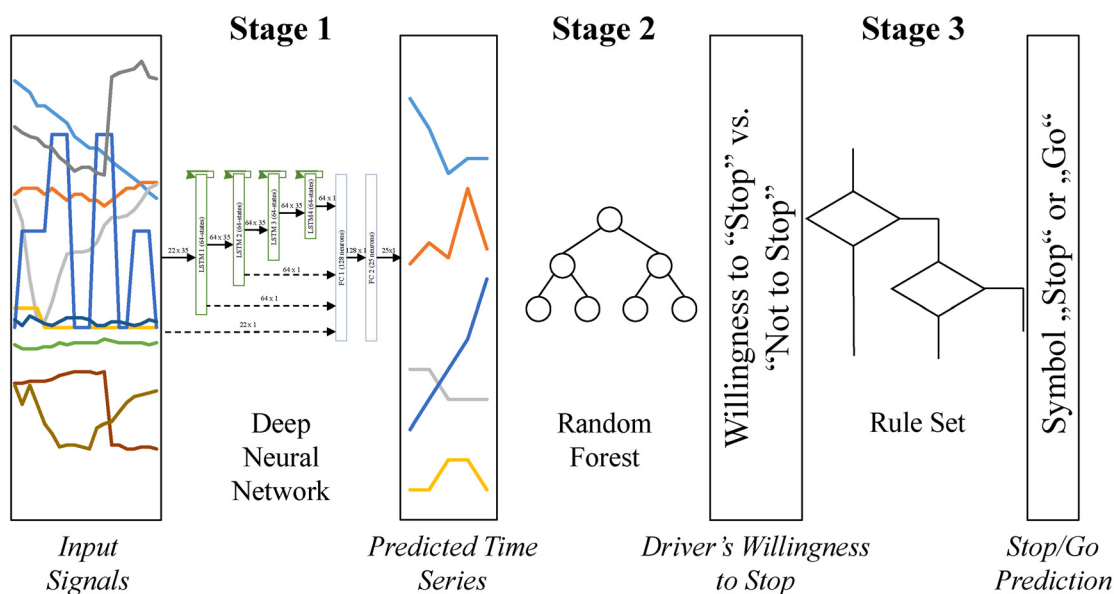 Stage 1
Stage 2
Stage 3
22 x 35
LSTM 1 (64-states)
64 x 35
LSTM 2 (64-states)
64 x 35
LSTM 3 (64-states)
64 x 35
LSTM4 (64-states)
64 x 1
64 x 1
64 x 1
22 x 1
FC 1 (128 neurons)
128 x 1
FC 2 (25 neurons)
25x1
Willingness to “Stop” vs.
“Not to Stop”
Symbol „Stop“ or „Go“
Deep
Neural
Network
Random
Forest
Rule Set
Input
Signals
Predicted Time
Series
Driver’s Willingness
to Stop
Stop/Go
Prediction